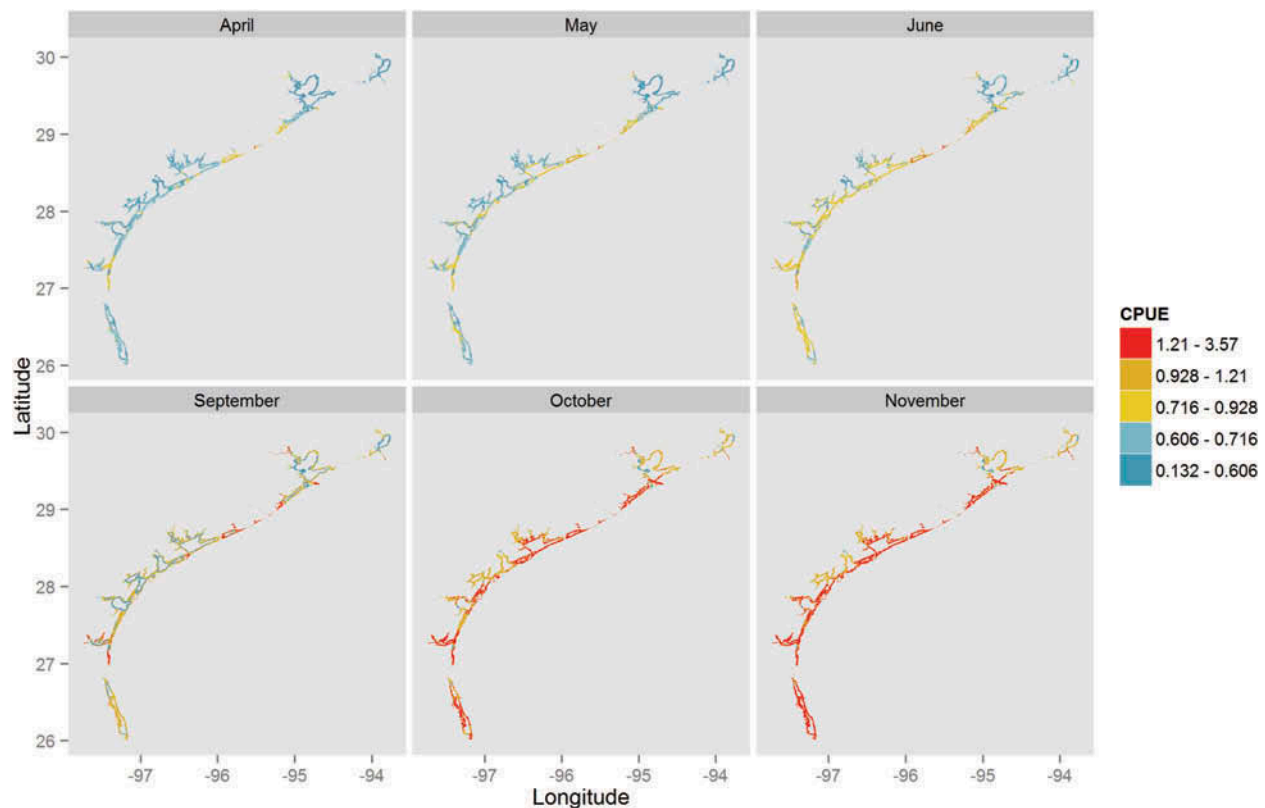 April
May
June
30
29
28
27
26
September
October
November
30
29
28
27
26
-97
-96
-95
-94
-97
-96
-95
-94
-97
-96
-95
-94
Latitude
Longitude
CPUE
1.21 - 3.57
0.928 - 1.21
0.716 - 0.928
0.606 - 0.716
0.132 - 0.606